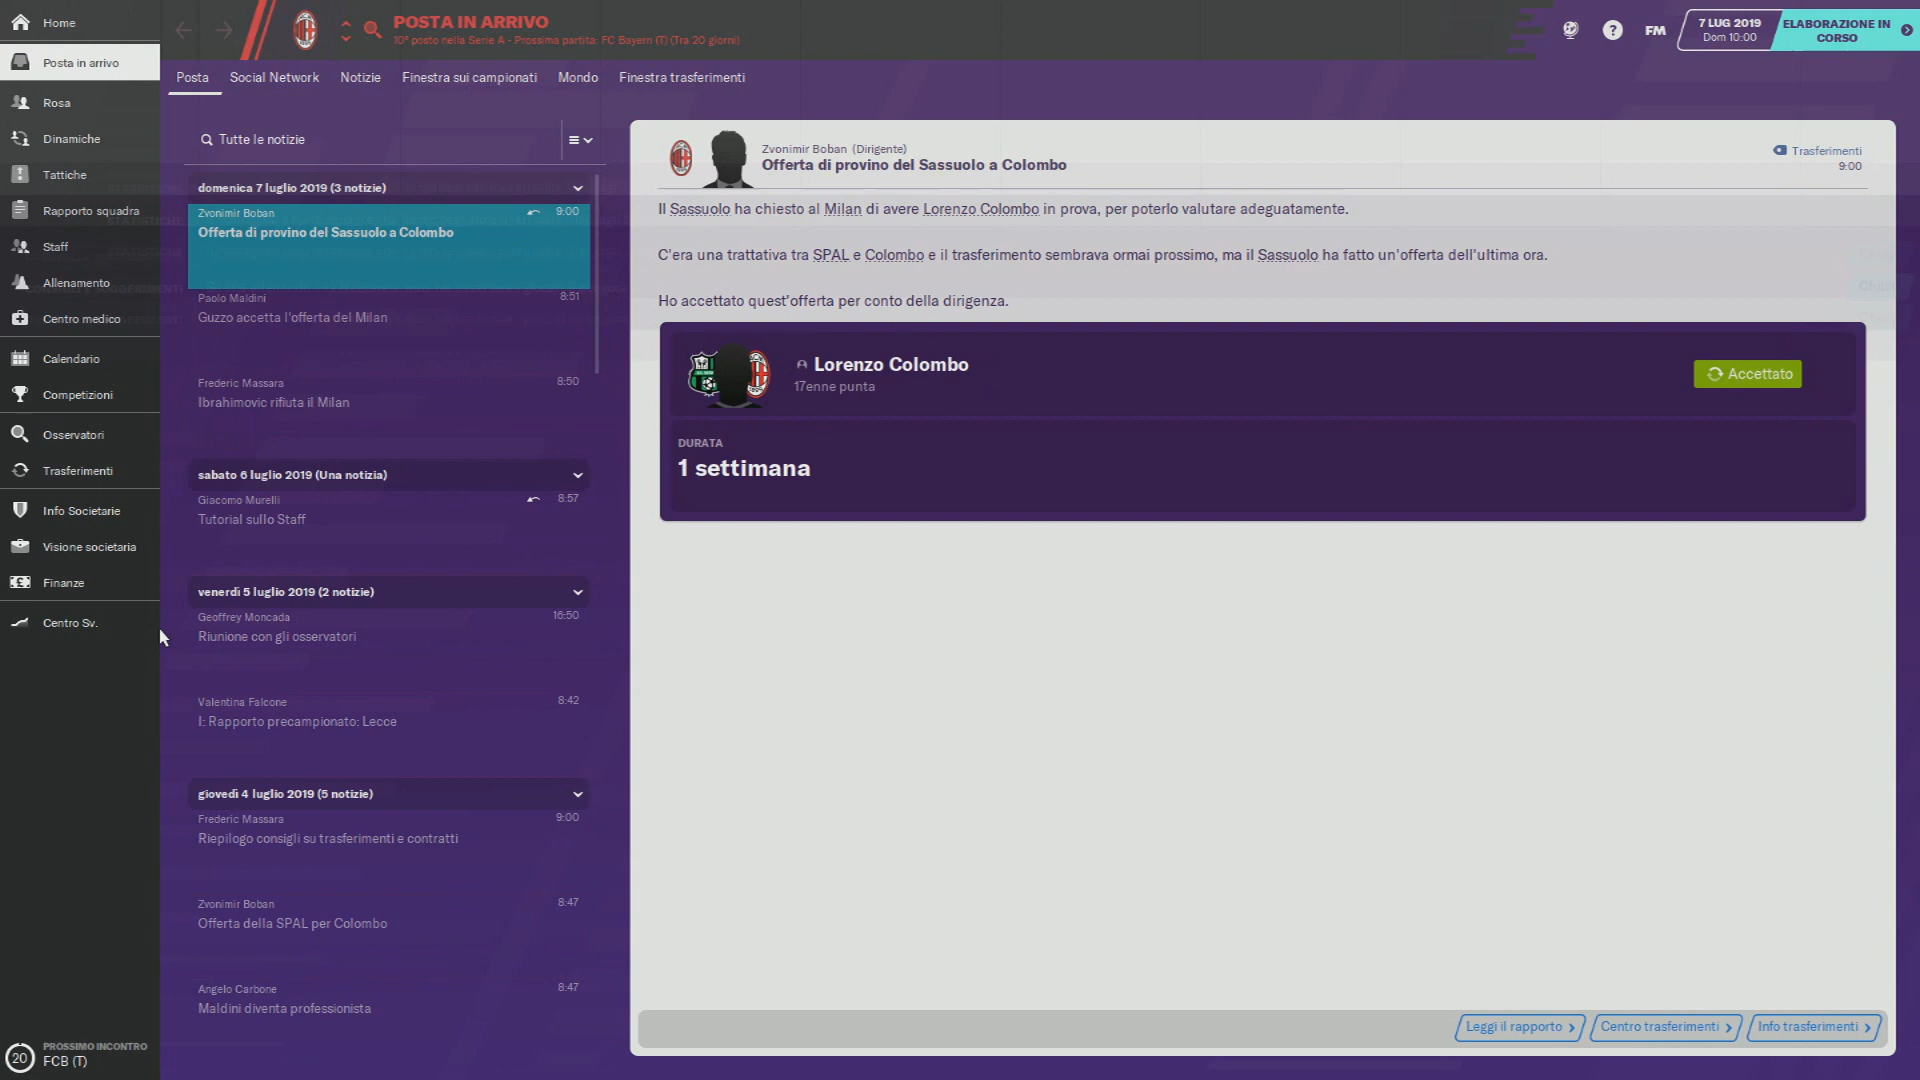 Home
Posta in arrivo
Rosa
Dinamiche
Tattiche
Rapporto squadra
Staff
Allenamento
Centro medico
Calendario
Competizioni
Osservatori
Trasferimenti
Info Societarie
Visione societaria
Finanze
Centro Sv.
20
PROSSIMO INCONTRO
FCB (T)
POSTA IN ARRIVO
10° posto nella Serie A - Prossima partita: FC Bayern (T) (Tra 20 giorni)
?
FM
7 LUG 2019
Dom 10:00
ELABORAZIONE IN
CORSO
Posta Social Network Notizie Finestra sui campionati Mondo Finestra trasferimenti
Tutte le notizie
domenica 7 luglio 2019 (3 notizie)
Zvonimir Boban 9:00
Offerta di provino del Sassuolo a Colombo
Paolo Maldini 8:51
Guzzo accetta l'offerta del Milan
Frederic Massara 8:50
Ibrahimovic rifiuta il Milan
sabato 6 luglio 2019 (Una notizia)
Giacomo Murelli 8:57
Tutorial sullo Staff
venerdì 5 luglio 2019 (2 notizie)
Geoffrey Moncada 16:50
Riunione con gli osservatori
Valentina Falcone 8:42
I: Rapporto precampionato: Lecce
giovedì 4 luglio 2019 (5 notizie)
Frederic Massara 9:00
Riepilogo consigli su trasferimenti e contratti
Zvonimir Boban 8:47
Offerta della SPAL per Colombo
Angelo Carbone 8:47
Maldini diventa professionista
Zvonimir Boban (Dirigente)
Offerta di provino del Sassuolo a Colombo
Trasferimenti
9:00
Il Sassuolo ha chiesto al Milan di avere Lorenzo Colombo in prova, per poterlo valutare adeguatamente.
C'era una trattativa tra SPAL e Colombo e il trasferimento sembrava ormai prossimo, ma il Sassuolo ha fatto un'offerta dell'ultima ora.
Ho accettato quest'offerta per conto della dirigenza.
Lorenzo Colombo
17enne punta
Accettato
DURATA
1 settimana
Leggi il rapporto Centro trasferimenti Info trasferimenti